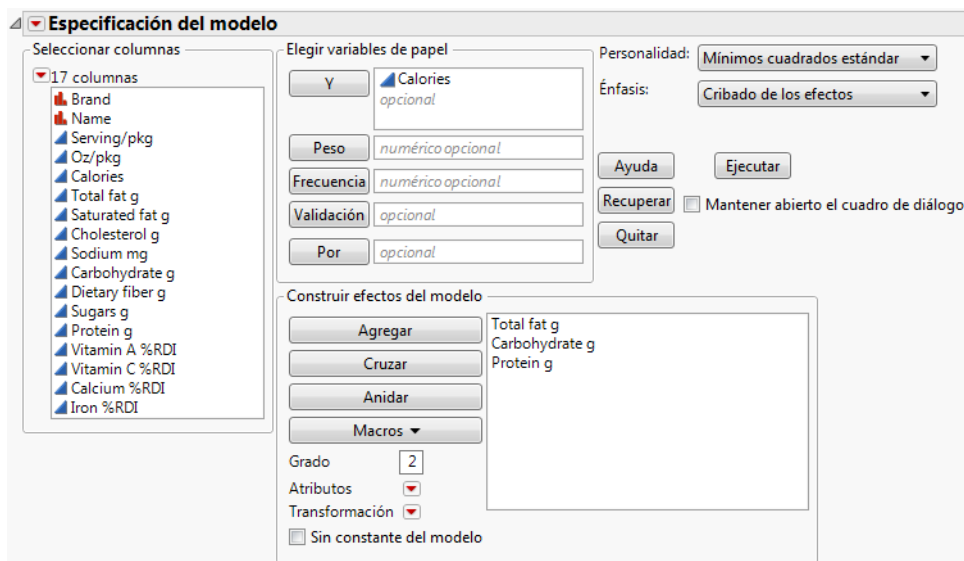 Especificación del modelo
Seleccionar columnas
17 columnas
Brand
Name
Serving/pkg
Oz/pkg
Calories
Total fat g
Saturated fat g
Cholesterol g
Sodium mg
Carbohydrate g
Dietary fiber g
Sugars g
Protein g
Vitamin A %RDI
Vitamin C %RDI
Calcium %RDI
Iron %RDI
Elegir variables de papel
Y
Calories
opcional
Peso
numérico opcional
Frecuencia
numérico opcional
Validación
opcional
Por
opcional
Personalidad:
Mínimos cuadrados estándar
Énfasis:
Cribado de los efectos
Ayuda
Ejecutar
Recuperar
Mantener abierto el cuadro de diálogo
Quitar
Construir efectos del modelo
Agregar
Cruzar
Anidar
Macros
Grado
2
Atributos
Transformación
Sin constante del modelo
Total fat g
Carbohydrate g
Protein g